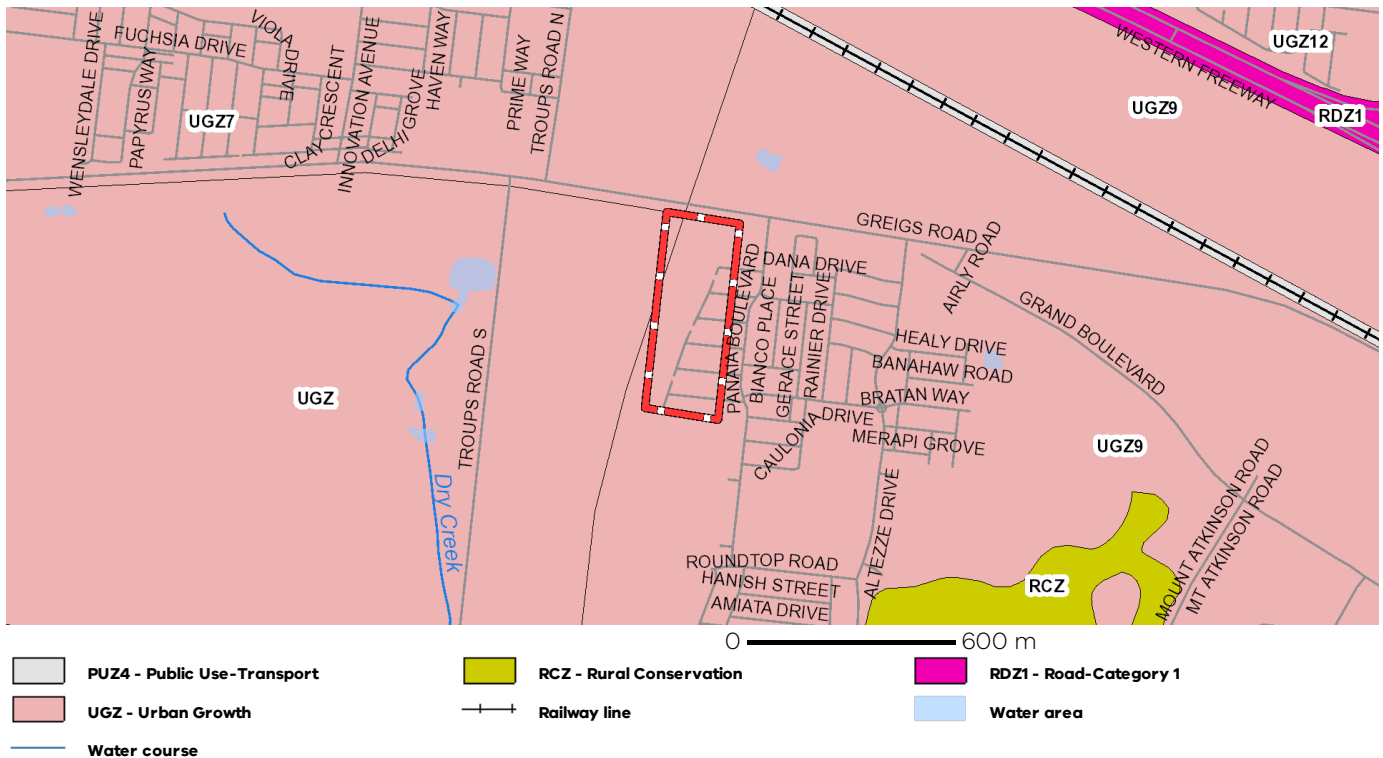 WENSLEYDALE DRIVE
FUCHSIA DRIVE
PAPYRUS WAY
VIOLA
DRIVE
UGZ7
CLAY CRESCENT
INNOVATION AVENUE
DELHI GROVE
HAVEN WAY
PRIME WAY
TROUPS ROAD N
WESTERN FREEWAY
UGZ12
UGZ9
RDZ1
GREIGS ROAD
AIRLY ROAD
DANA DRIVE
PANATA BOULEVARD
BIANCO PLACE
GERACE STREET
RAINIER DRIVE
GRAND BOULEVARD
HEALY DRIVE
BANAHAW ROAD
BRATAN WAY
DRIVE
CAULONIA
MERAPI GROVE
UGZ
TROUPS ROAD S
Dry Creek
UGZ9
ALTEZZE DRIVE
MOUNT ATKINSON ROAD
MT ATKINSON ROAD
ROUNDTOP ROAD
HANISH STREET
AMIATA DRIVE
RCZ
0 600 m
PUZ4 - Public Use-Transport
RCZ - Rural Conservation
RDZ1 - Road-Category 1
UGZ - Urban Growth
Railway line
Water area
Water course